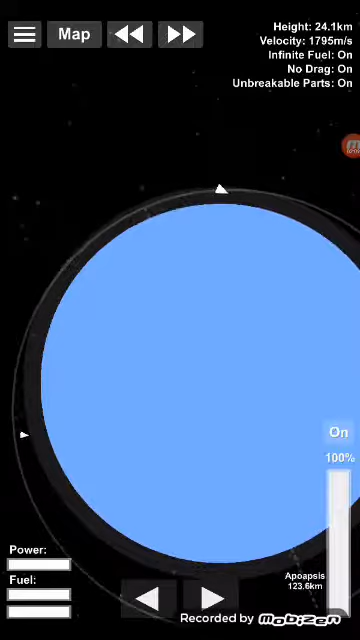 Map
Height: 24.1km
Velocity: 1795m/s
Infinite Fuel: On
No Drag: On
Unbreakable Parts: On
On
100%
Power:
Fuel:
Apoapsis
123.6km
Recorded by mobizen